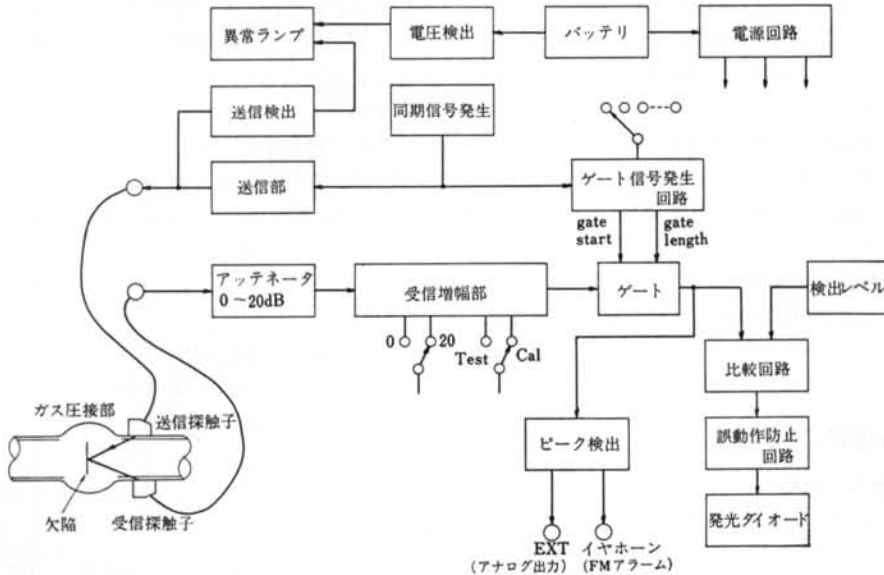 異常ランプ
電圧検出
バッテリ
電源回路
送信検出
同期信号発生
送信部
ゲート信号発生
回路
gate
start
gate
length
アッテネータ
0～20dB
受信増幅部
ゲート
検出レベル
0
20
Test
Cal
比較回路
ガス圧接部
送信探触子
ピーク検出
誤動作防止
回路
欠陥
受信探触子
発光ダイオード
EXT
(アナログ出力)
イヤホーン
(FMアラーム)